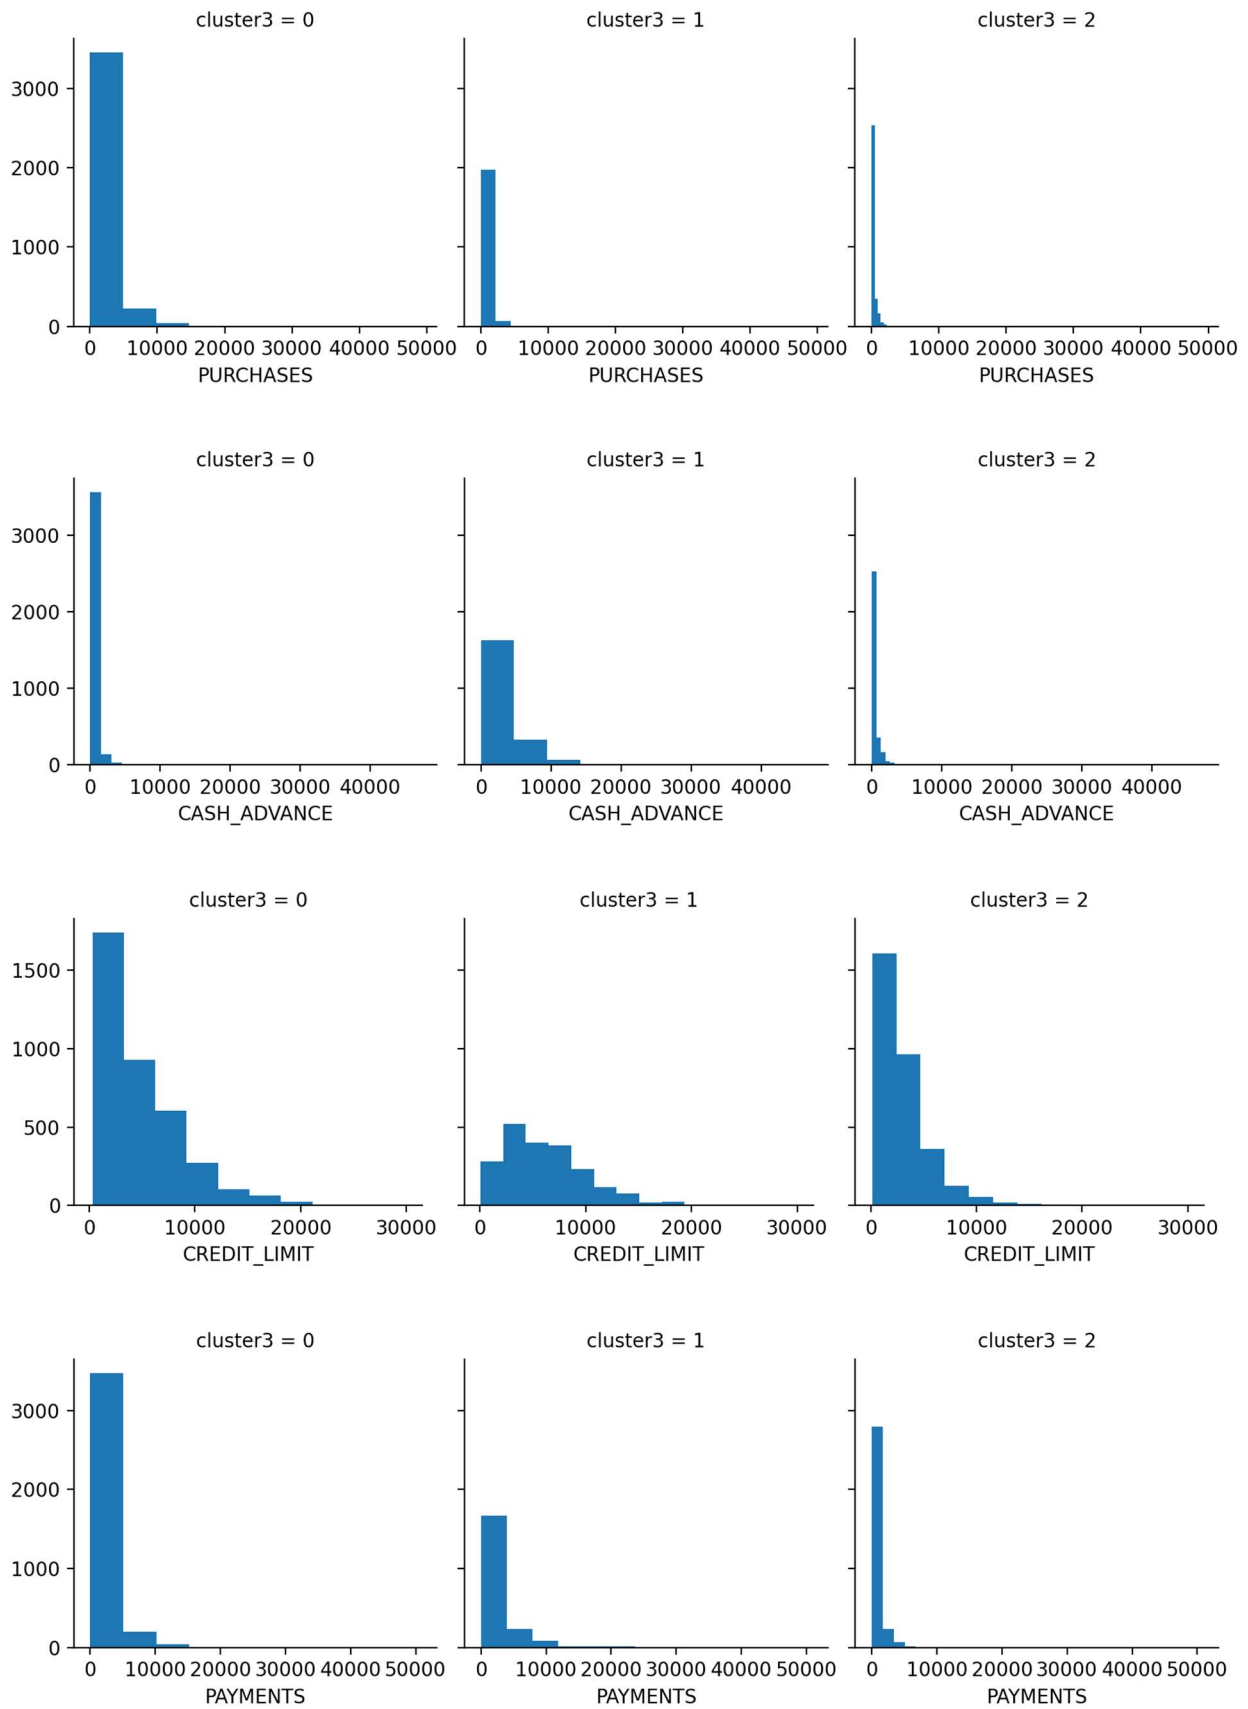 cluster3 = 0 cluster3 = 1 cluster3 = 2
3000
2000
1000
0
0 10000 20000 30000 40000 50000 0 10000 20000 30000 40000 50000 0 10000 20000 30000 40000 50000
PURCHASES PURCHASES PURCHASES
cluster3 = 0 cluster3 = 1 cluster3 = 2
3000
2000
1000
0
0 10000 20000 30000 40000 0 10000 20000 30000 40000 0 10000 20000 30000 40000
CASH_ADVANCE CASH_ADVANCE CASH_ADVANCE
cluster3 = 0 cluster3 = 1 cluster3 = 2
1500
1000
500
0
0 10000 20000 30000 0 10000 20000 30000 0 10000 20000 30000
CREDIT_LIMIT CREDIT_LIMIT CREDIT_LIMIT
cluster3 = 0 cluster3 = 1 cluster3 = 2
3000
2000
1000
0
0 10000 20000 30000 40000 50000 0 10000 20000 30000 40000 50000 0 10000 20000 30000 40000 50000
PAYMENTS PAYMENTS PAYMENTS